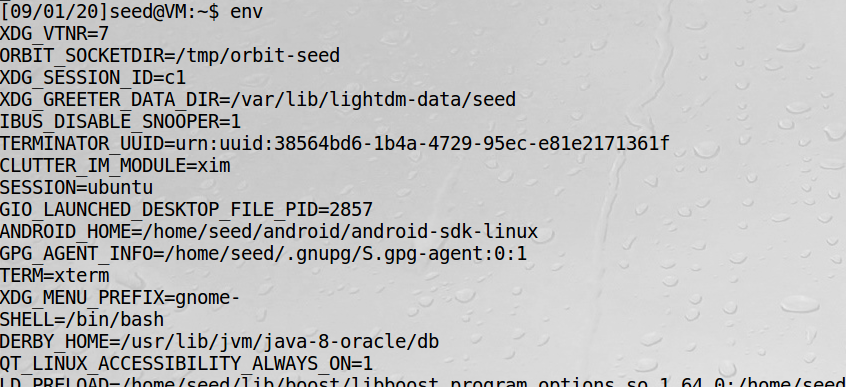 [09/01/20]seed@VM:~$ env
XDG_VTNR=7
ORBIT_SOCKETDIR=/tmp/orbit-seed
XDG_SESSION_ID=c1
XDG_GREETER_DATA_DIR=/var/lib/lightdm-data/seed
IBUS_DISABLE_SNOOPER=1
TERMINATOR_UUID=urn:uuid:38564bd6-1b4a-4729-95ec-e81e2171361f
CLUTTER_IM_MODULE=xim
SESSION=ubuntu
GIO_LAUNCHED_DESKTOP_FILE_PID=2857
ANDROID_HOME=/home/seed/android/android-sdk-linux
GPG_AGENT_INFO=/home/seed/.gnupg/S.gpg-agent:0:1
TERM=xterm
XDG_MENU_PREFIX=gnome-
SHELL=/bin/bash
DERBY_HOME=/usr/lib/jvm/java-8-oracle/db
QT_LINUX_ACCESSIBILITY_ALWAYS_ON=1
LD_PRELOAD=/home/seed/lib/boost/libboost_program_options.so.1.64.0:/home/seed